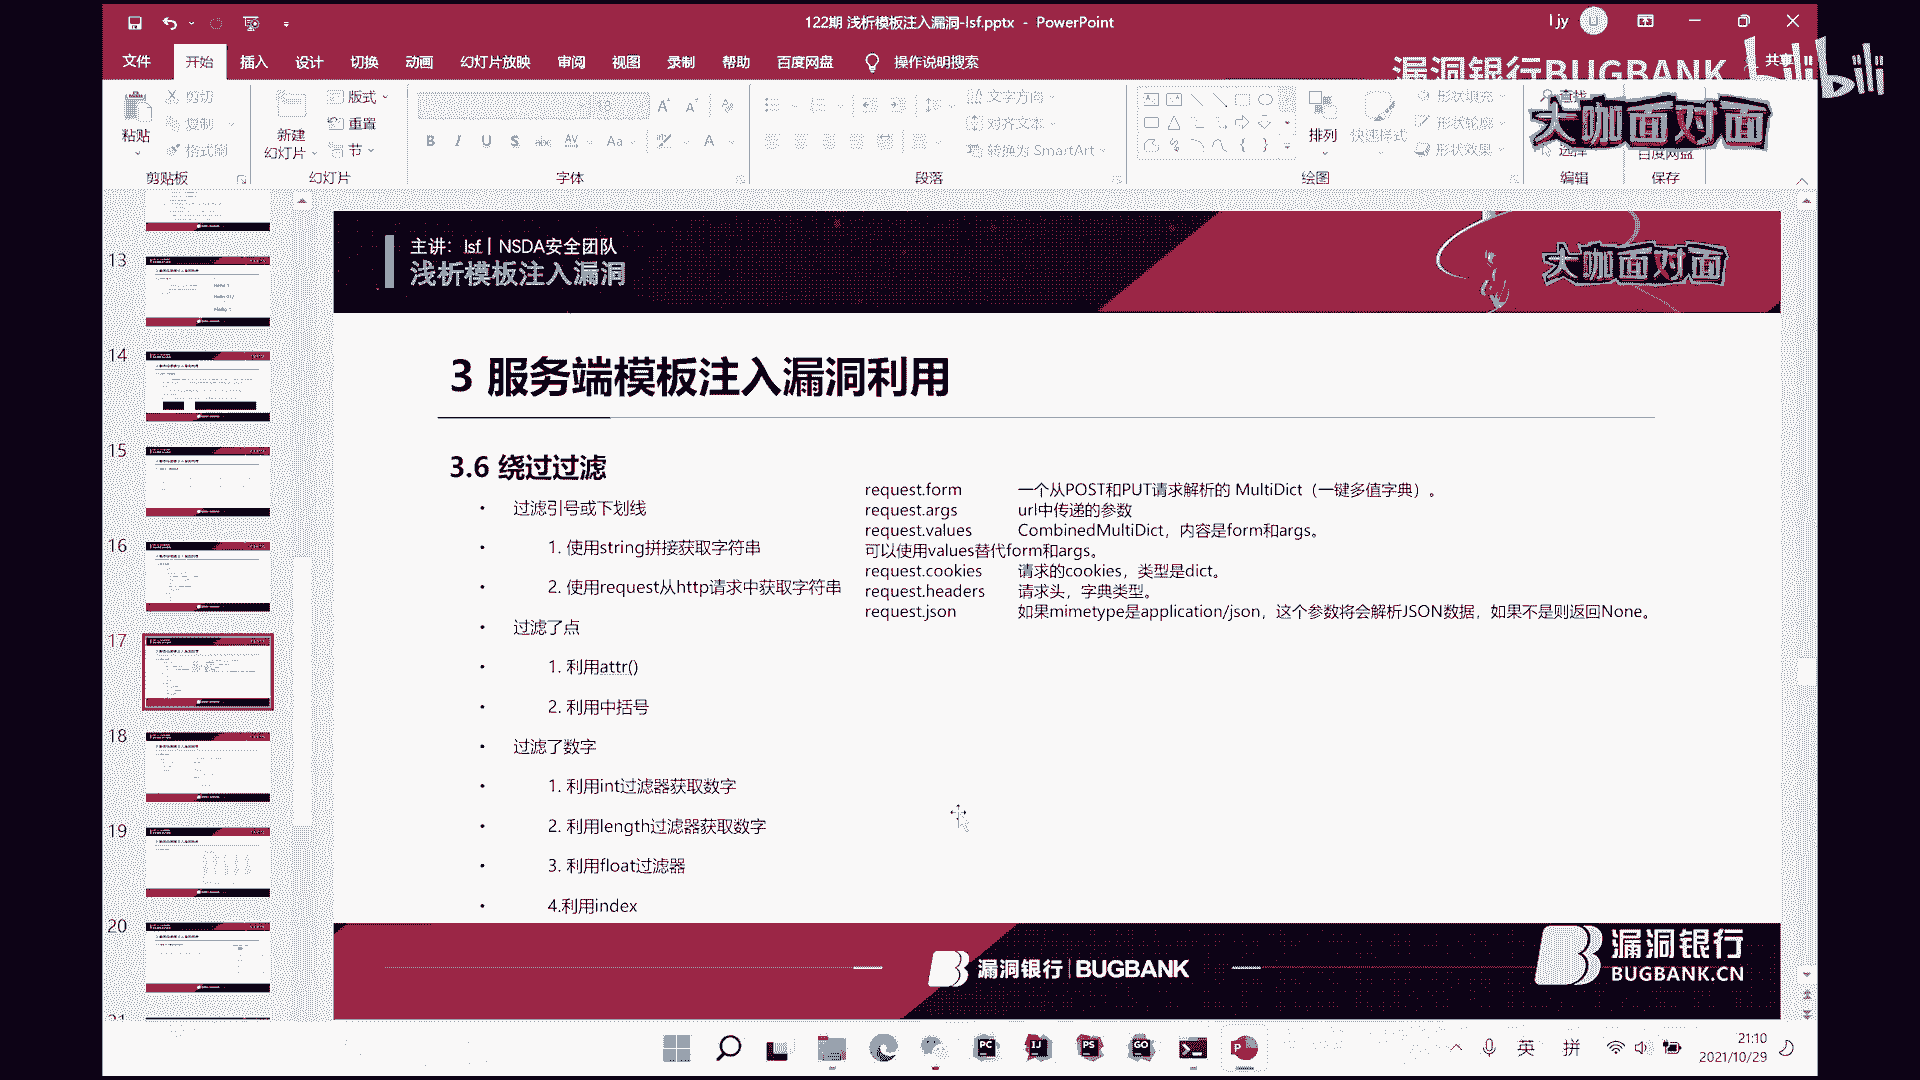 122期 浅析模板注入漏洞-lsf.pptx - PowerPoint
l jy
文件 开始 插入 设计 切换 动画 幻灯片放映 审阅 视图 录制 帮助 百度网盘 操作说明搜索
共享
漏洞银行BUGBANK
bilibili
大咖面对面
粘贴
剪切
复制
格式刷
剪贴板
新建
幻灯片
版式
重置
节
幻灯片
18
字体
文字方向
对齐文本
转换为 SmartArt
段落
排列
快速样式
形状填充
形状轮廓
形状效果
绘图
查找
选择
编辑
百度网盘
保存
13
14
15
16
17
18
19
20
21
主讲：lsf | NSDA安全团队
浅析模板注入漏洞
大咖面对面
3 服务端模板注入漏洞利用
3.6 绕过过滤
• 过滤引号或下划线
• 1. 使用string拼接获取字符串
• 2. 使用request从http请求中获取字符串
• 过滤了点
• 1. 利用attr()
• 2. 利用中括号
• 过滤了数字
• 1. 利用int过滤器获取数字
• 2. 利用length过滤器获取数字
• 3. 利用float过滤器
• 4.利用index
request.form 一个从POST和PUT请求解析的 MultiDict（一键多值字典）。
request.args url中传递的参数
request.values CombinedMultiDict，内容是form和args。
可以使用values替代form和args。
request.cookies 请求的cookies，类型是dict。
request.headers 请求头，字典类型。
request.json 如果mimetype是application/json，这个参数将会解析JSON数据，如果不是则返回None。
漏洞银行 | BUGBANK
漏洞银行
BUGBANK.CN
英 拼
21:10
2021/10/29